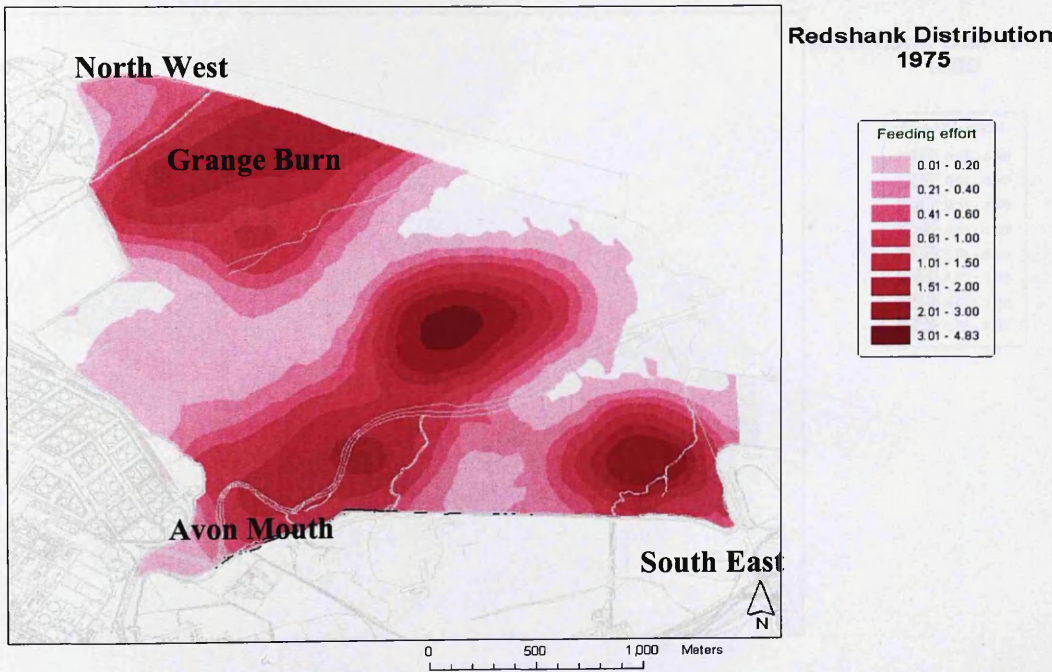 Redshank Distribution
1975
North West
Grange Burn
Avon Mouth
South East
N
Feeding effort
0.01 - 0.20
0.21 - 0.40
0.41 - 0.60
0.61 - 1.00
1.01 - 1.50
1.51 - 2.00
2.01 - 3.00
3.01 - 4.83
0 500 1,000 Meters